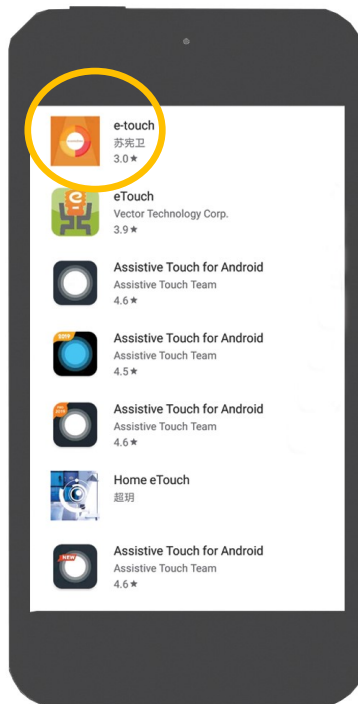 e-touch
苏宪卫
3.0★
eTouch
Vector Technology Corp.
3.9★
Assistive Touch for Android
Assistive Touch Team
4.6★
Assistive Touch for Android
Assistive Touch Team
4.5★
Assistive Touch for Android
Assistive Touch Team
4.6★
Home eTouch
超玥
NEW
Assistive Touch for Android
Assistive Touch Team
4.6★